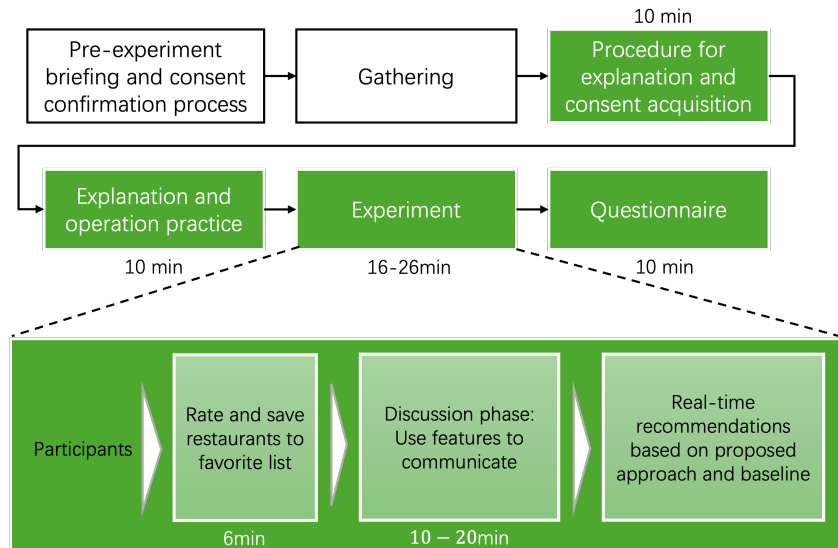 10 min
Pre-experiment
briefing and consent
confirmation process
Gathering
Procedure for
explanation and
consent acquisition
Explanation and
operation practice
Experiment
Questionnaire
10 min
16-26min
10 min
Participants
Rate and save
restaurants to
favorite list
Discussion phase:
Use features to
communicate
Real-time
recommendations
based on proposed
approach and baseline
6min
10 − 20min